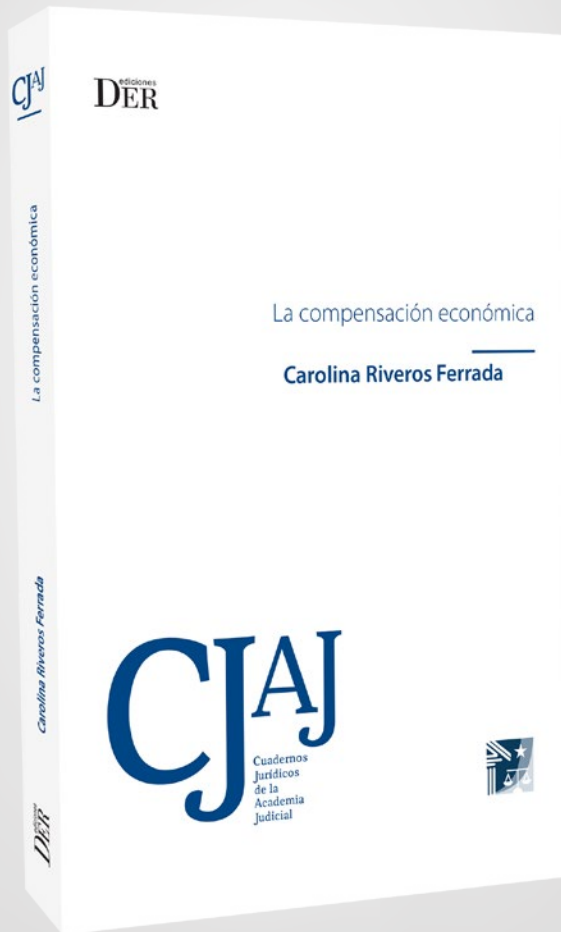 CJAJ
La compensación económica
Carolina Riveros Ferrada
ediciones
DER
ediciones
DER
La compensación económica
Carolina Riveros Ferrada
CJAJ
Cuadernos
Jurídicos
de la
Academia
Judicial